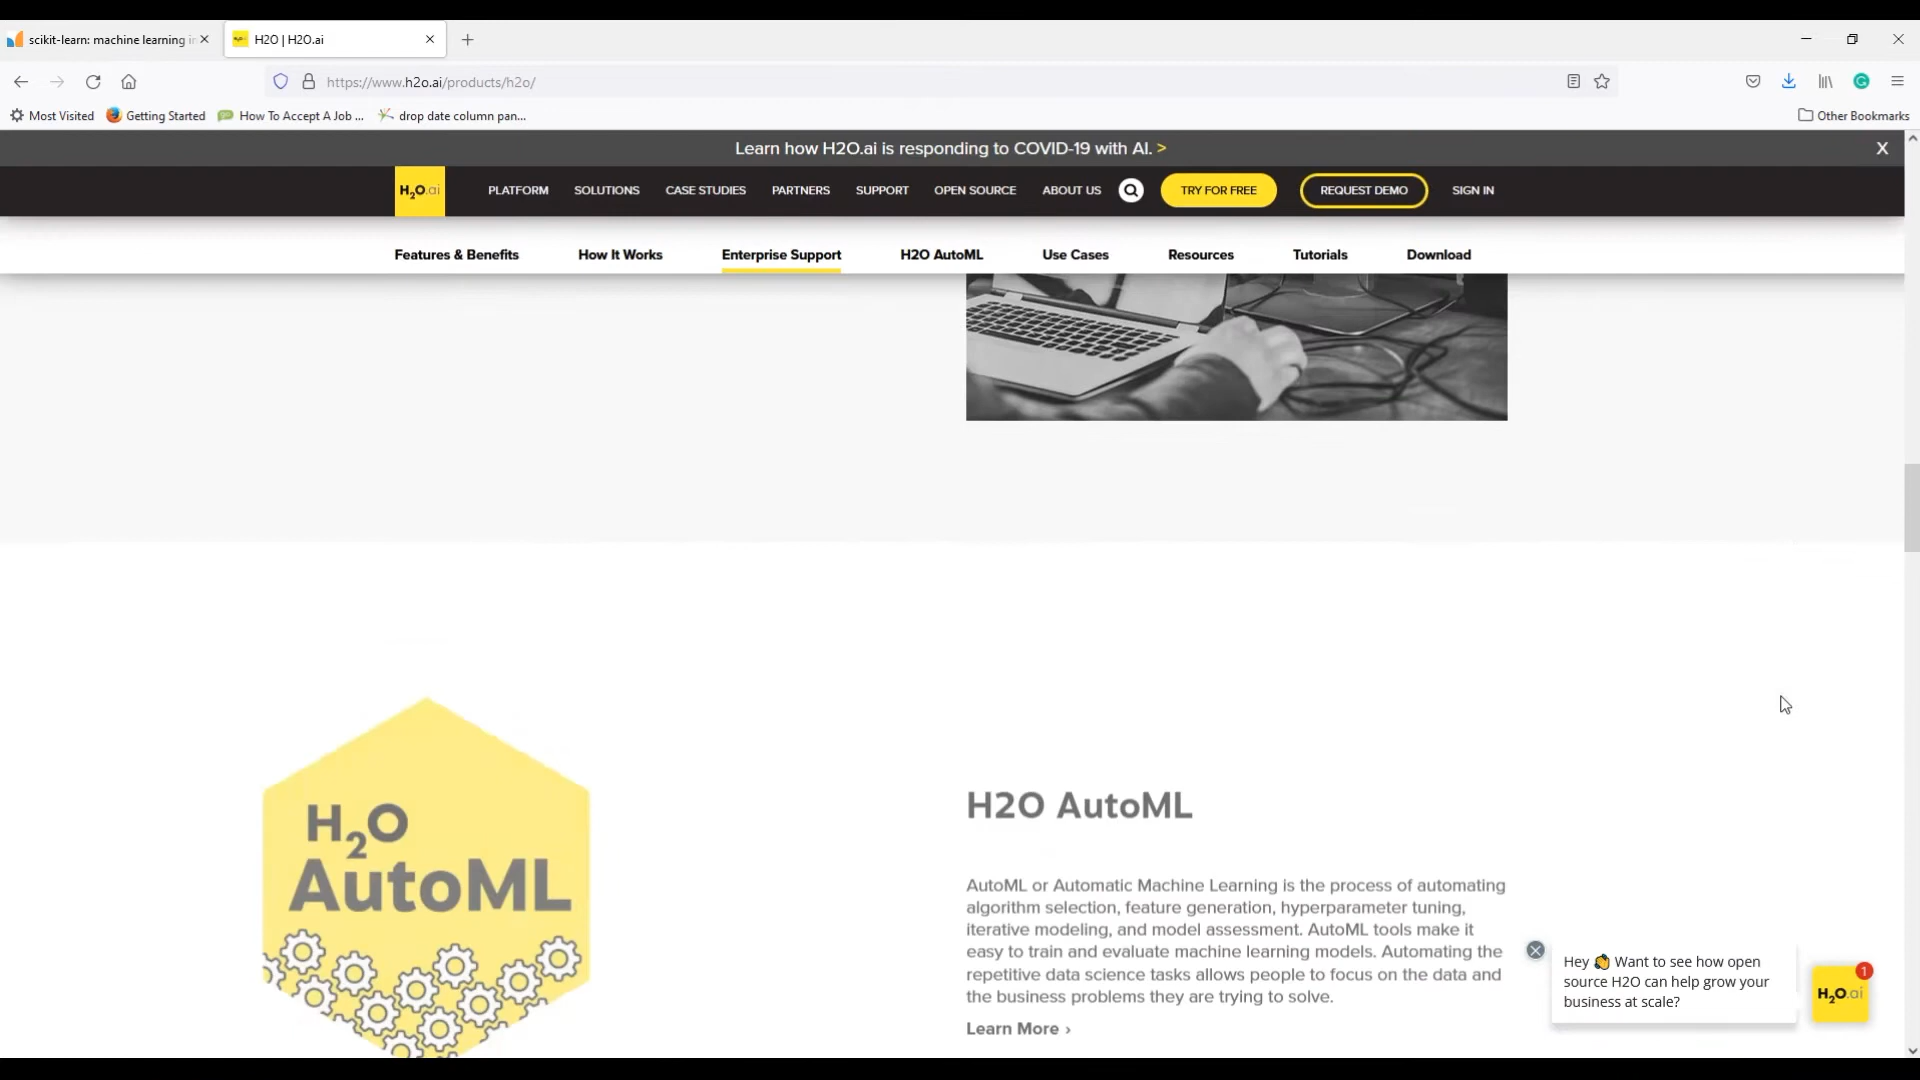 scikit-learn: machine learning in
H2O | H2O.ai
https://www.h2o.ai/products/h2o/
Most Visited
Getting Started
How To Accept A Job ...
drop date column pan...
Other Bookmarks
Learn how H2O.ai is responding to COVID-19 with AI. >
X
H2O.ai
PLATFORM
SOLUTIONS
CASE STUDIES
PARTNERS
SUPPORT
OPEN SOURCE
ABOUT US
TRY FOR FREE
REQUEST DEMO
SIGN IN
Features & Benefits
How It Works
Enterprise Support
H2O AutoML
Use Cases
Resources
Tutorials
Download
H2O
AutoML
H2O AutoML
AutoML or Automatic Machine Learning is the process of automating
algorithm selection, feature generation, hyperparameter tuning,
iterative modeling, and model assessment. AutoML tools make it
easy to train and evaluate machine learning models. Automating the
repetitive data science tasks allows people to focus on the data and
the business problems they are trying to solve.
Learn More ›
Hey 👋 Want to see how open
source H2O can help grow your
business at scale?
H2O.ai
1